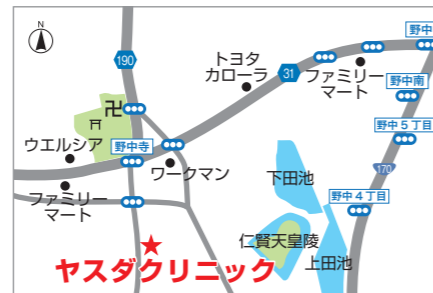 N
190
トヨタ
カローラ
31
ファミリー
マート
野中
野中南
野中5丁目
170
野中4丁目
卍
ウエルシア
野中寺
ワークマン
ファミリー
マート
下田池
仁賢天皇陵
上田池
ヤスダクリニック